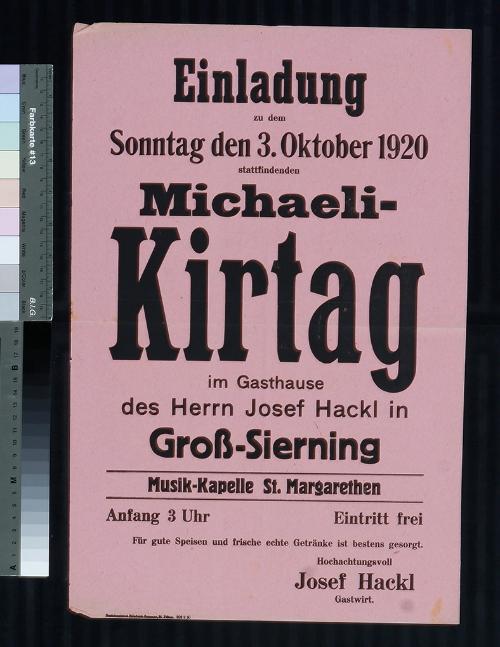 Einladung
zu dem
Sonntag den 3. Oktober 1920
stattfindenden
Michaeli-
Kirtag
im Gasthause
des Herrn Josef Hackl in
Groß-Sierning
Musik-Kapelle St. Margarethen
Anfang 3 Uhr Eintritt frei
Für gute Speisen und frische echte Getränke ist bestens gesorgt.
Hochachtungsvoll
Josef Hackl
Gastwirt.
Farbkarte #13
B.I.G.